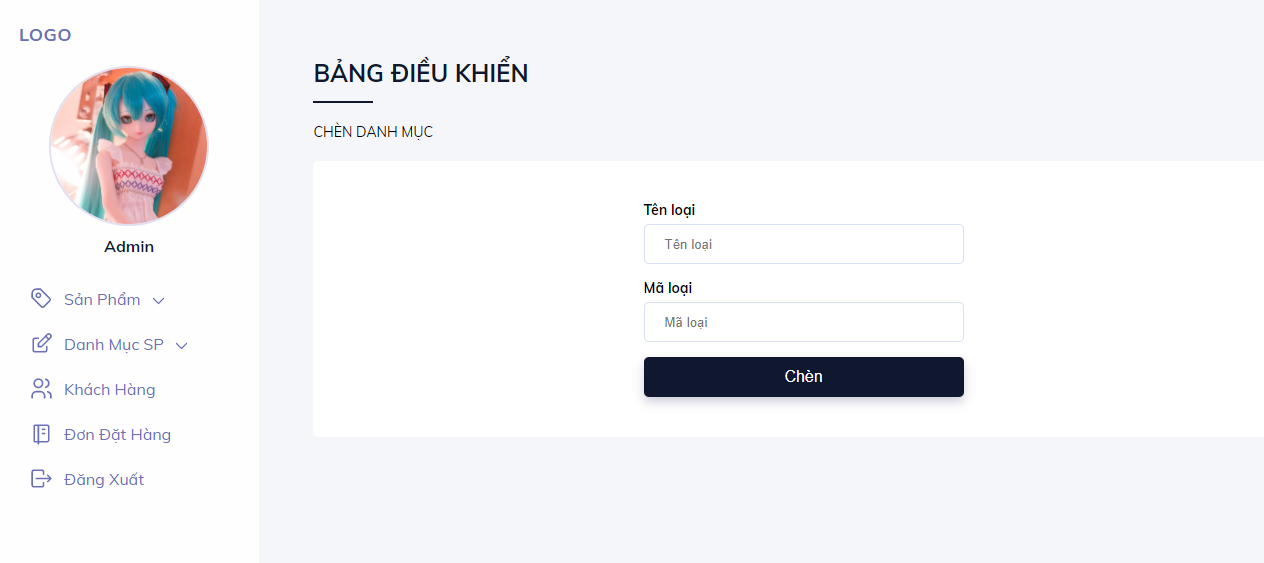 LOGO
Admin
Sản Phẩm
Danh Mục SP
Khách Hàng
Đơn Đặt Hàng
Đăng Xuất
BẢNG ĐIỀU KHIỂN
CHÈN DANH MỤC
Tên loại
Tên loại
Mã loại
Mã loại
Chèn